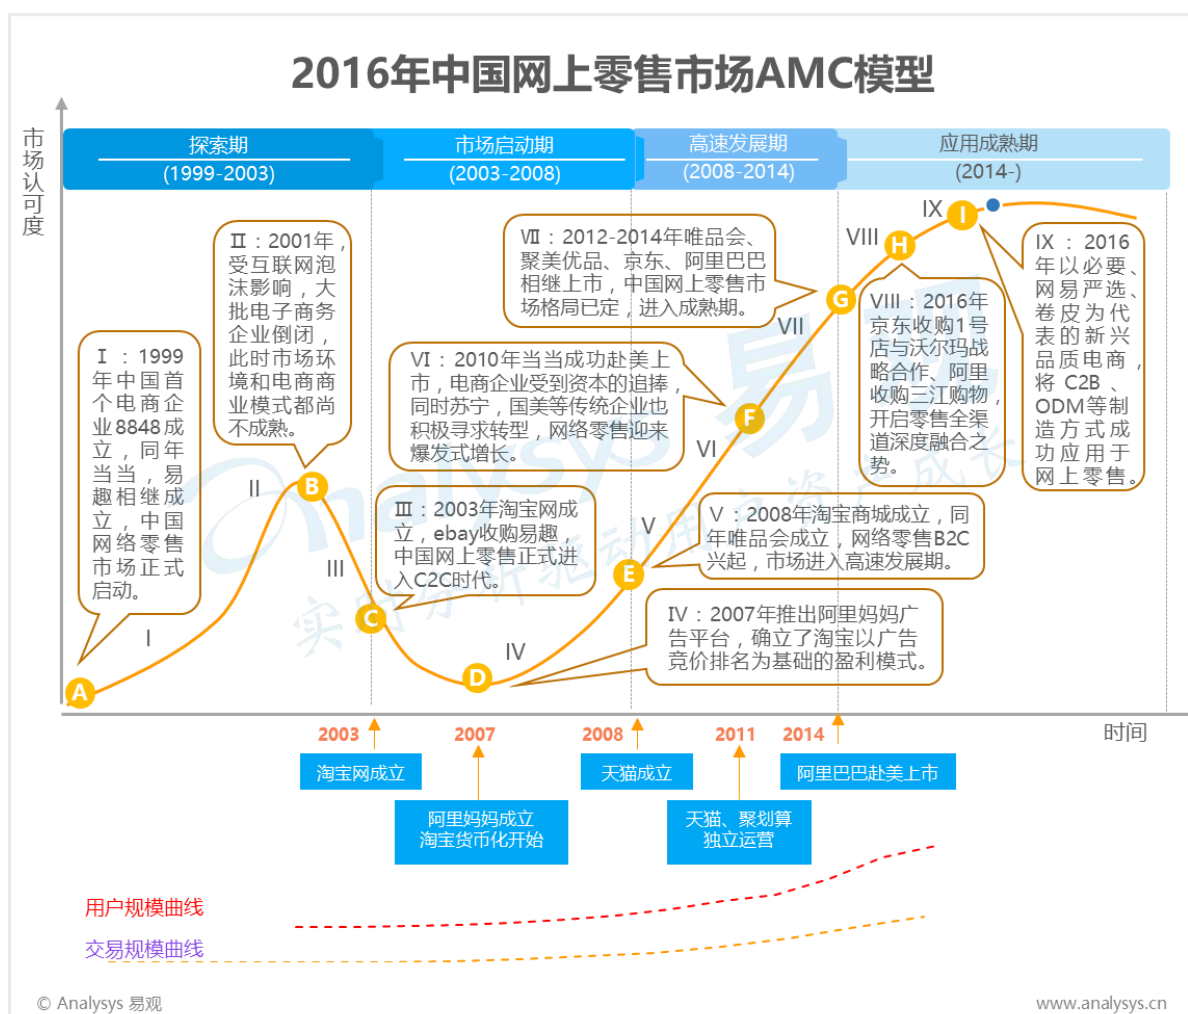 2016年中国网上零售市场AMC模型
市场认可度
探索期
(1999-2003)
市场启动期
(2003-2008)
高速发展期
(2008-2014)
应用成熟期
(2014-)
Ⅰ：1999
年中国首
个电商企
业8848成
立，同年
当当，易
趣相继成
立，中国
网络零售
市场正式
启动。
Ⅱ：2001年，
受互联网泡
沫影响，大
批电子商务
企业倒闭，
此时市场环
境和电商商
业模式都尚
不成熟。
Ⅲ：2003年淘宝网成
立，ebay收购易趣，
中国网上零售正式进
入C2C时代。
Ⅳ：2007年推出阿里妈妈广
告平台，确立了淘宝以广告
竞价排名为基础的盈利模式。
Ⅴ：2008年淘宝商城成立，同
年唯品会成立，网络零售B2C
兴起，市场进入高速发展期。
Ⅵ：2010年当当成功赴美上
市，电商企业受到资本的追捧，
同时苏宁，国美等传统企业也
积极寻求转型，网络零售迎来
爆发式增长。
Ⅶ：2012-2014年唯品会、
聚美优品、京东、阿里巴巴
相继上市，中国网上零售市
场格局已定，进入成熟期。
VIII：2016年
京东收购1号
店与沃尔玛战
略合作、阿里
收购三江购物，
开启零售全渠
道深度融合之
势。
IX：2016
年以必要、
网易严选、
卷皮为代
表的新兴
品质电商，
将C2B、
ODM等制
造方式成
功应用于
网上零售。
A
I
II
B
III
C
D
IV
E
V
VI
F
VII
G
VIII
H
IX
I
Analysys 易观
实时分析驱动用户资产成长
时间
2003
2007
2008
2011
2014
淘宝网成立
阿里妈妈成立
淘宝货币化开始
天猫成立
天猫、聚划算
独立运营
阿里巴巴赴美上市
用户规模曲线
交易规模曲线
© Analysys 易观
www.analysys.cn